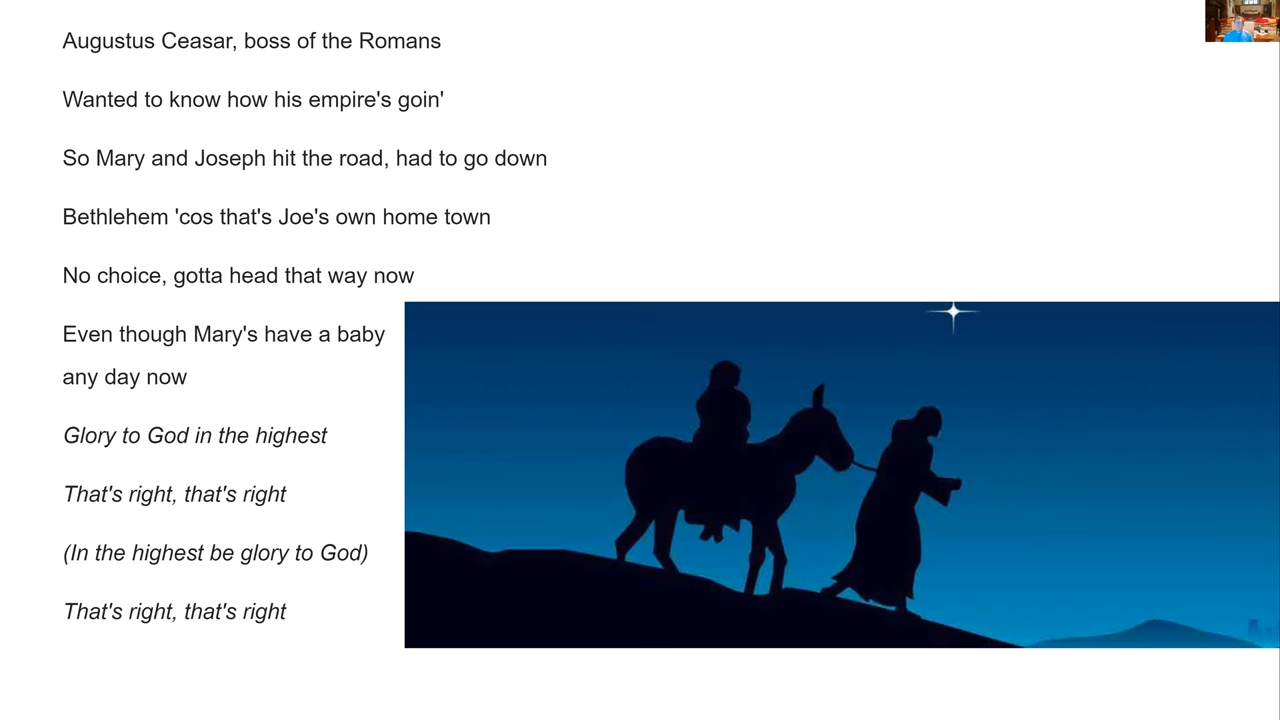 Augustus Ceasar, boss of the Romans
Wanted to know how his empire's goin'
So Mary and Joseph hit the road, had to go down
Bethlehem 'cos that's Joe's own home town
No choice, gotta head that way now
Even though Mary's have a baby
any day now
Glory to God in the highest
That's right, that's right
(In the highest be glory to God)
That's right, that's right